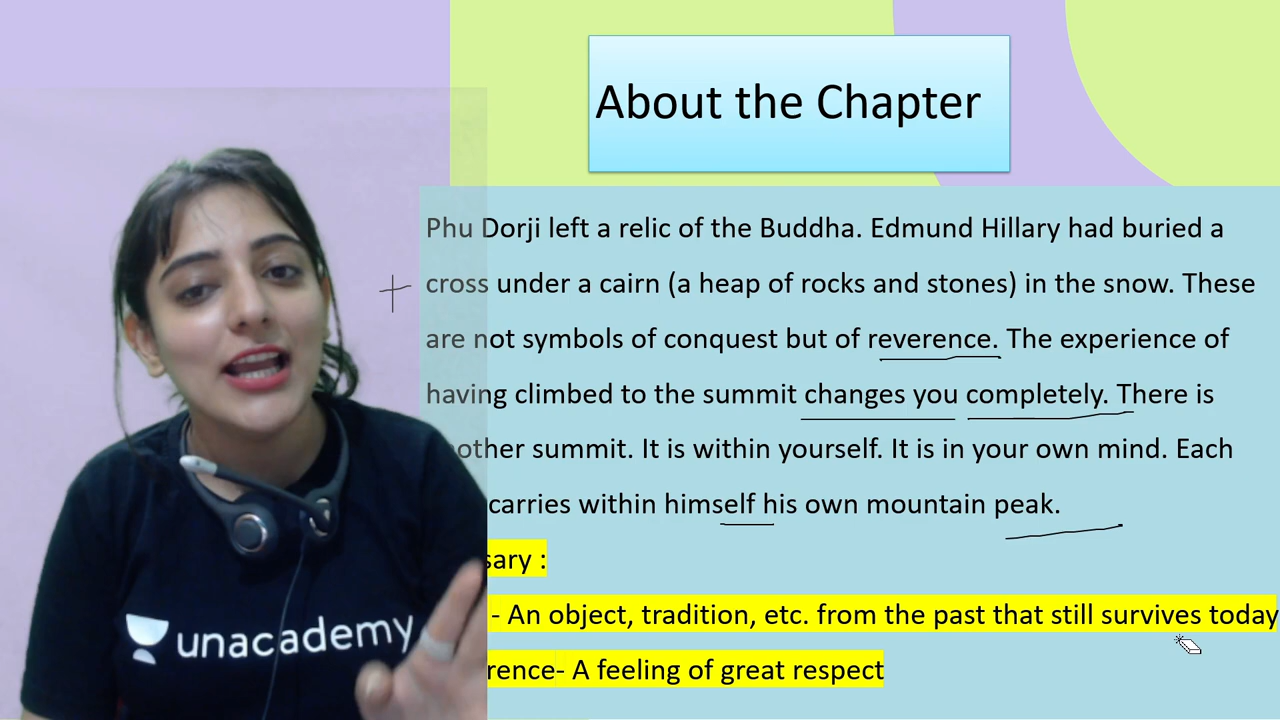 About the Chapter
Phu Dorji left a relic of the Buddha. Edmund Hillary had buried a
cross under a cairn (a heap of rocks and stones) in the snow. These
are not symbols of conquest but of reverence. The experience of
having climbed to the summit changes you completely. There is
other summit. It is within yourself. It is in your own mind. Each
carries within himself his own mountain peak.
sary :
- An object, tradition, etc. from the past that still survives today
rence- A feeling of great respect
unacademy